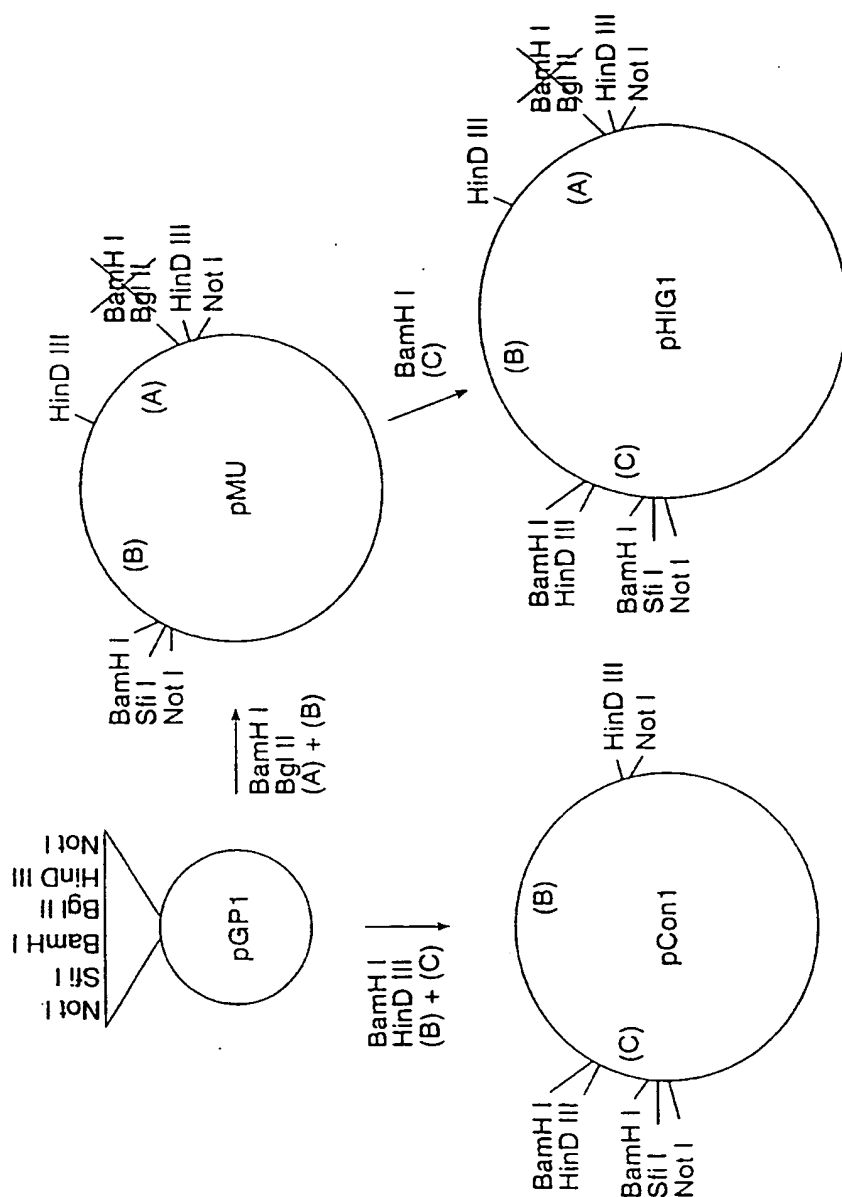 Not I
Sfi I
BamH I
Bgl II
HinD III
Not I
pGP1
BamH I
Bgl II
(A) + (B)
BamH I
Sfi I
Not I
(B)
HinD III
(A)
BamH I
Bgl II
HinD III
Not I
pMU
BamH I
HinD III
(B) + (C)
BamH I
(C)
BamH I
HinD III
(C)
BamH I
Sfi I
Not I
(B)
HinD III
Not I
pCon1
BamH I
HinD III
(C)
BamH I
Sfi I
Not I
(B)
HinD III
(A)
BamH I
Bgl II
HinD III
Not I
pHIG1